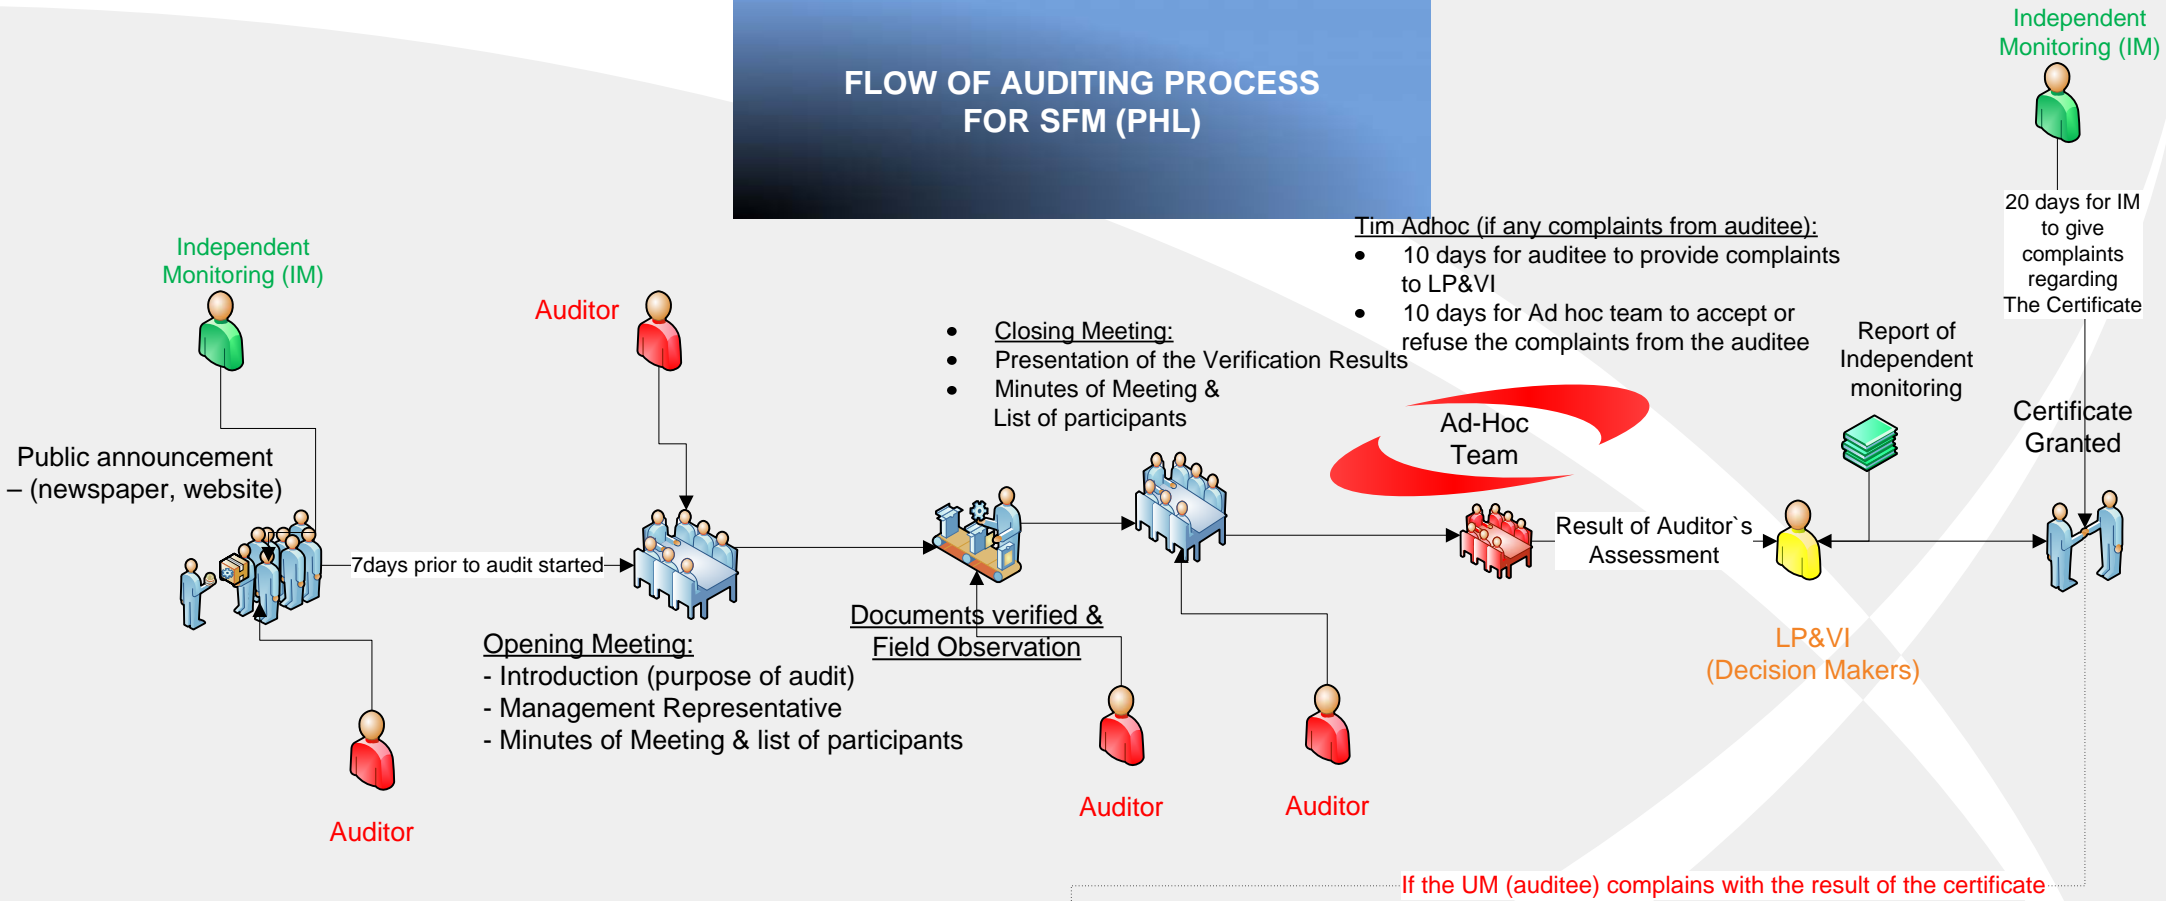 FLOW OF AUDITING PROCESS
FOR SFM (PHL)
Independent
Monitoring (IM)
20 days for IM
to give
complaints
regarding
The Certificate
Tim Adhoc (if any complaints from auditee):
• 10 days for auditee to provide complaints
to LP&VI
• 10 days for Ad hoc team to accept or
refuse the complaints from the auditee
Independent
Monitoring (IM)
Auditor
• Closing Meeting:
• Presentation of the Verification Results
• Minutes of Meeting &
List of participants
Report of
Independent
monitoring
Ad-Hoc
Team
Certificate
Granted
Public announcement
– (newspaper, website)
7days prior to audit started
Result of Auditor`s
Assessment
Documents verified &
Field Observation
Opening Meeting:
- Introduction (purpose of audit)
- Management Representative
- Minutes of Meeting & list of participants
LP&VI
(Decision Makers)
Auditor
Auditor
Auditor
If the UM (auditee) complains with the result of the certificate